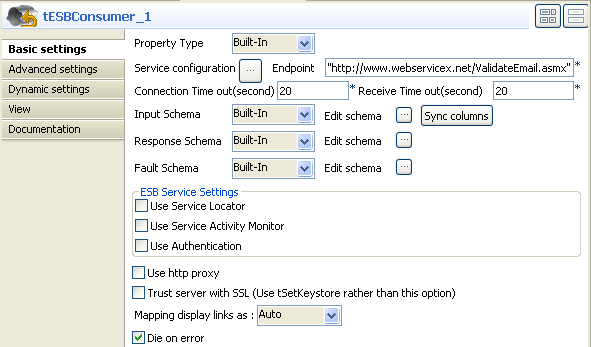 tESBConsumer_1
Basic settings
Advanced settings
Dynamic settings
View
Documentation
Property Type Built-In
Service configuration ... Endpoint "http://www.webservicex.net/ValidateEmail.asmx" *
Connection Time out(second) 20 * Receive Time out(second) 20 *
Input Schema Built-In Edit schema ... Sync columns
Response Schema Built-In Edit schema ...
Fault Schema Built-In Edit schema ...
ESB Service Settings
Use Service Locator
Use Service Activity Monitor
Use Authentication
Use http proxy
Trust server with SSL (Use tSetKeystore rather than this option)
Mapping display links as : Auto
Die on error